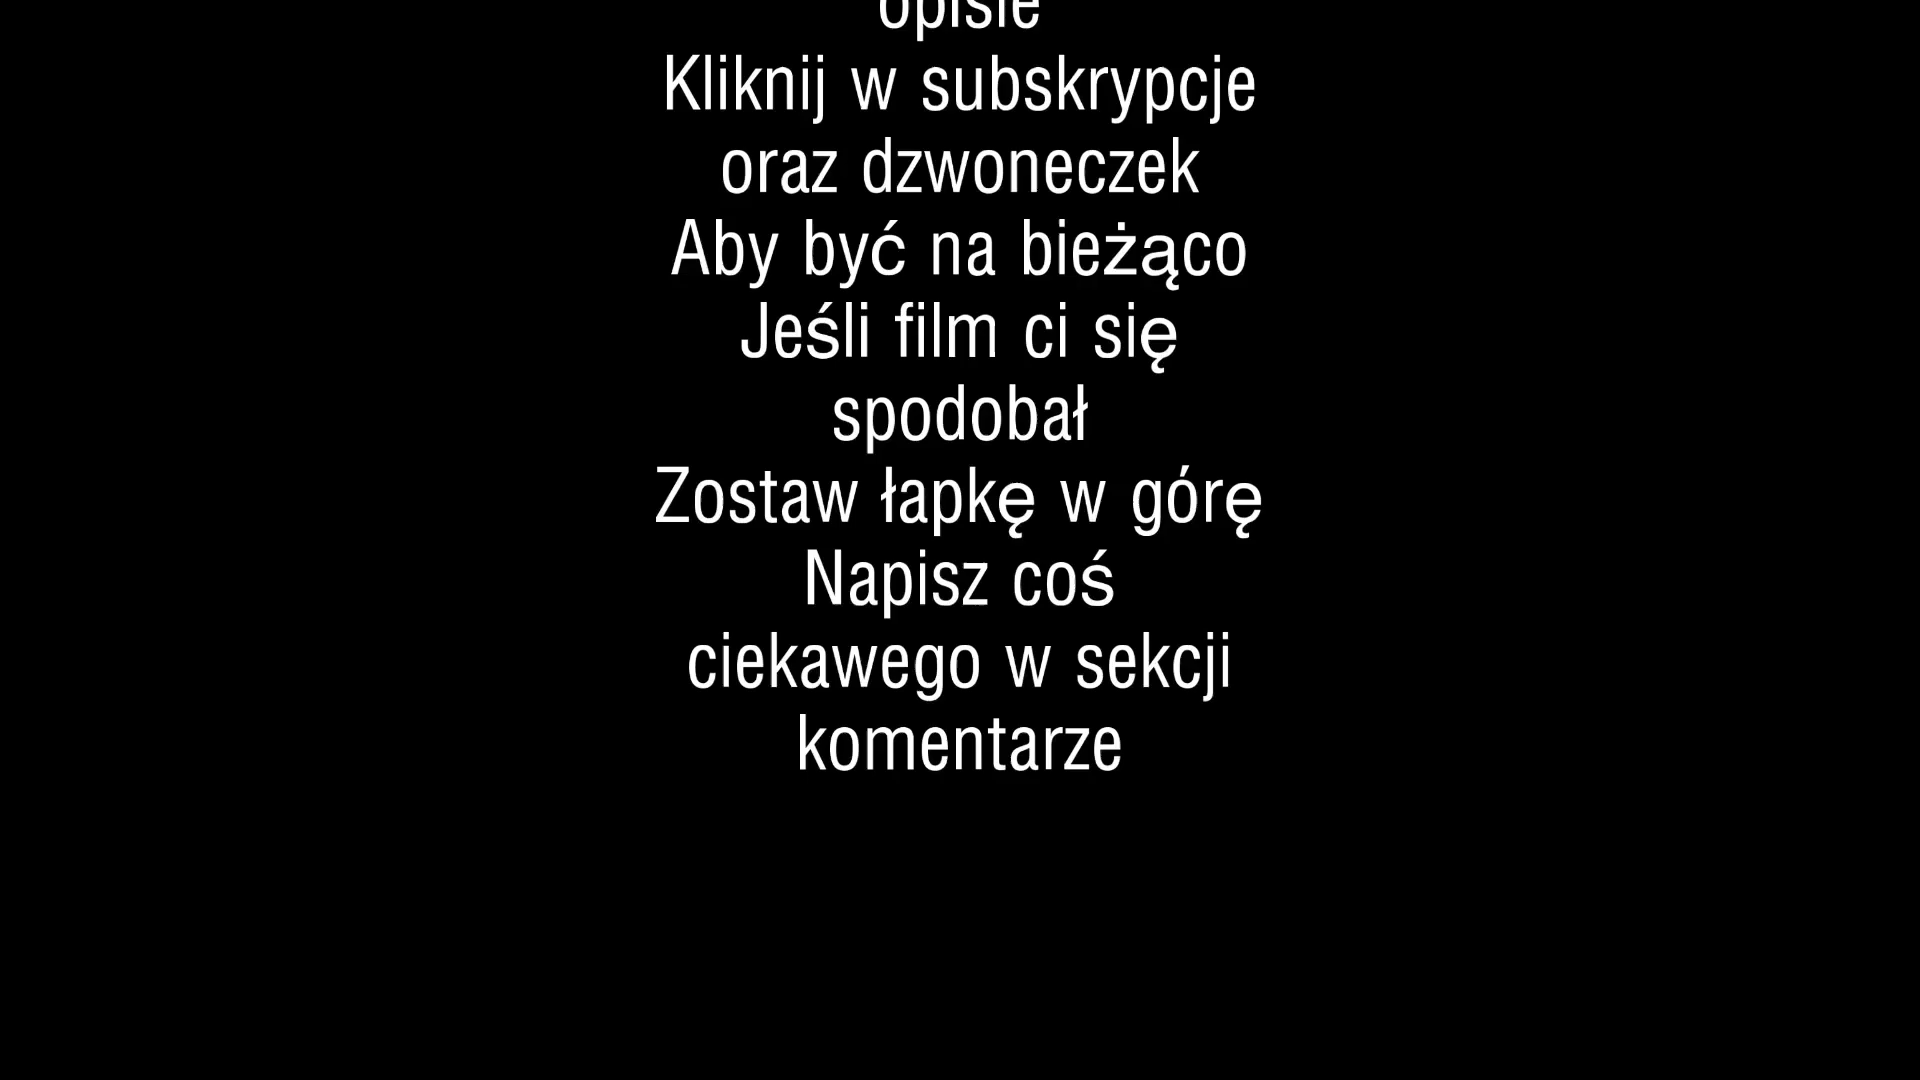 opisie
Kliknij w subskrypcje
oraz dzwoneczek
Aby być na bieżąco
Jeśli film ci się
spodobał
Zostaw łapkę w górę
Napisz coś
ciekawego w sekcji
komentarze